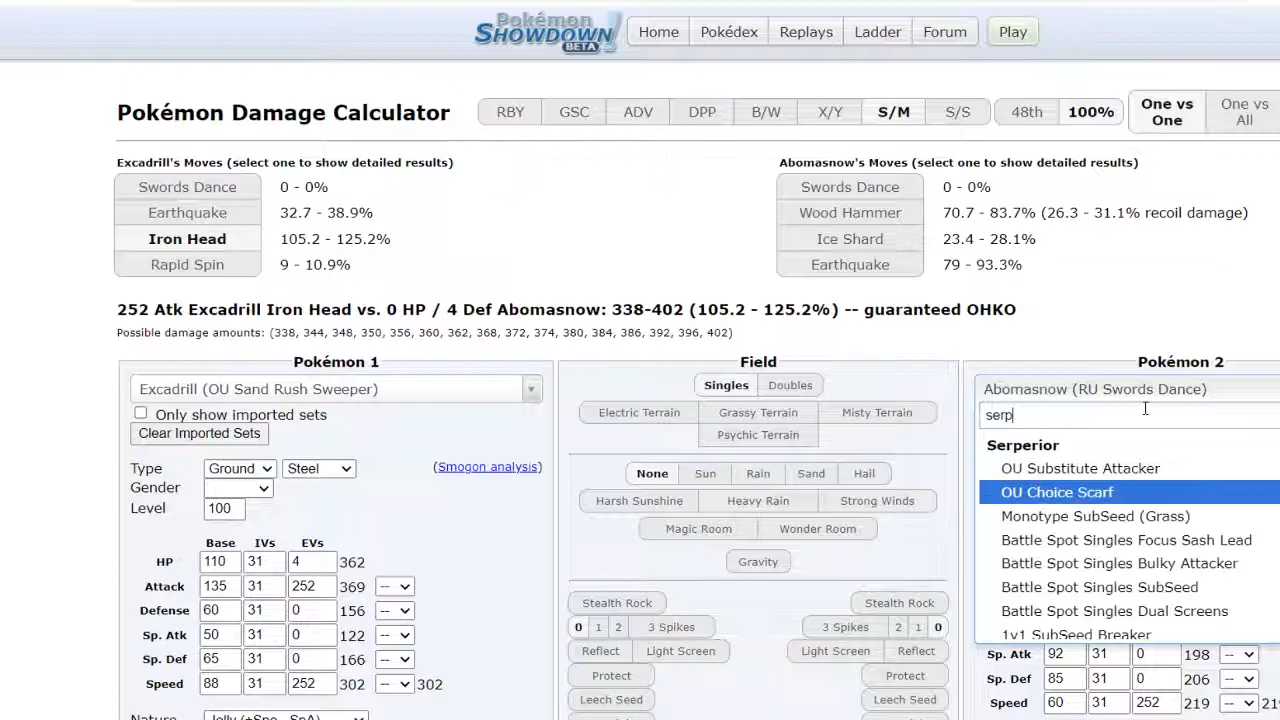 Pokémon
SHOWDOWN!
BETA
Home
Pokédex
Replays
Ladder
Forum
Play
Pokémon Damage Calculator
RBY
GSC
ADV
DPP
B/W
X/Y
S/M
S/S
48th
100%
One vs One
One vs All
Excadrill's Moves (select one to show detailed results)
Swords Dance 0 - 0%
Earthquake 32.7 - 38.9%
Iron Head 105.2 - 125.2%
Rapid Spin 9 - 10.9%
Abomasnow's Moves (select one to show detailed results)
Swords Dance 0 - 0%
Wood Hammer 70.7 - 83.7% (26.3 - 31.1% recoil damage)
Ice Shard 23.4 - 28.1%
Earthquake 79 - 93.3%
252 Atk Excadrill Iron Head vs. 0 HP / 4 Def Abomasnow: 338-402 (105.2 - 125.2%) -- guaranteed OHKO
Possible damage amounts: (338, 344, 348, 350, 356, 360, 362, 368, 372, 374, 380, 384, 386, 392, 396, 402)
Pokémon 1
Excadrill (OU Sand Rush Sweeper)
Only show imported sets
Clear Imported Sets
Type Ground Steel (Smogon analysis)
Gender
Level 100
Base IVs EVs
HP 110 31 4 362
Attack 135 31 252 369 --
Defense 60 31 0 156 --
Sp. Atk 50 31 0 122 --
Sp. Def 65 31 0 166 --
Speed 88 31 252 302 -- 302
Nature Jolly (+Spe, -SpA)
Field
Singles Doubles
Electric Terrain Grassy Terrain Misty Terrain
Psychic Terrain
None Sun Rain Sand Hail
Harsh Sunshine Heavy Rain Strong Winds
Magic Room Wonder Room
Gravity
Stealth Rock Stealth Rock
0 1 2 3 Spikes 3 Spikes 2 1 0
Reflect Light Screen Light Screen Reflect
Protect Protect
Leech Seed Leech Seed
Pokémon 2
Abomasnow (RU Swords Dance)
serp
Serperior
OU Substitute Attacker
OU Choice Scarf
Monotype SubSeed (Grass)
Battle Spot Singles Focus Sash Lead
Battle Spot Singles Bulky Attacker
Battle Spot Singles SubSeed
Battle Spot Singles Dual Screens
1v1 SubSeed Breaker
Sp. Atk 92 31 0 198 --
Sp. Def 85 31 0 206 --
Speed 60 31 252 219 --